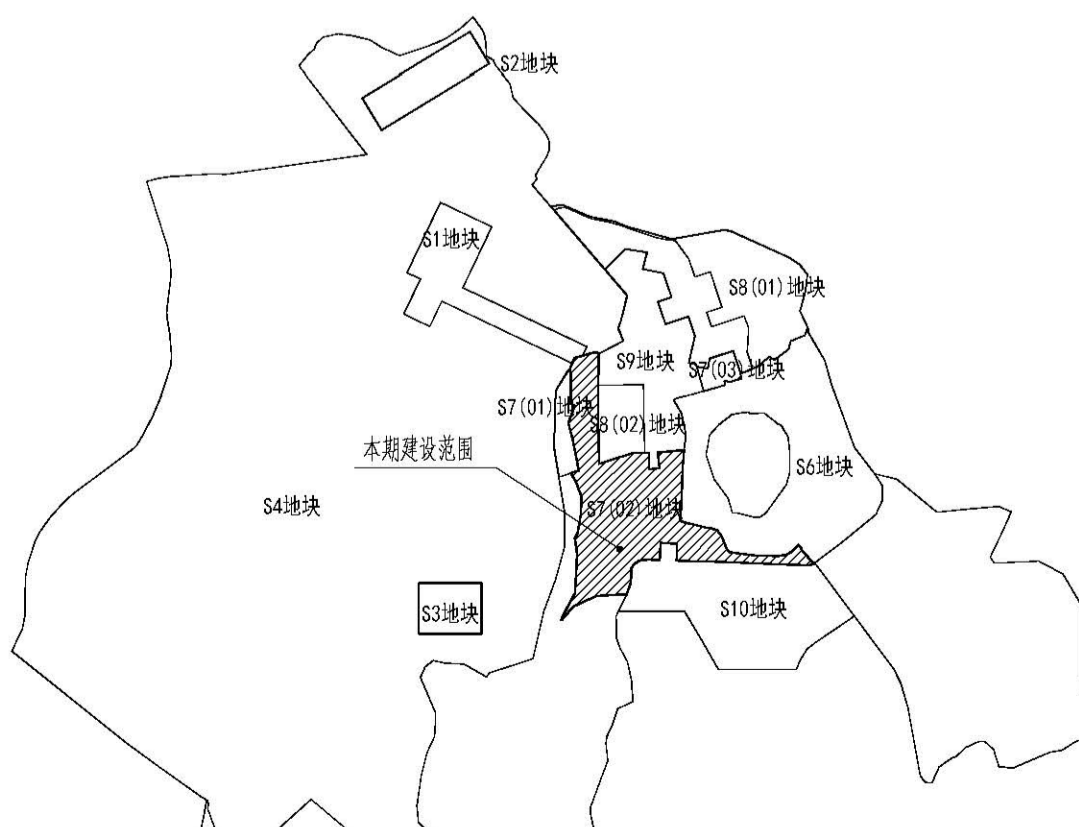 S2地块
S1地块
S8(01)地块
S9地块
S7(03)地块
S7(01)地块
S8(02)地块
本期建设范围
S6地块
S4地块
S7(02)地块
S3地块
S10地块